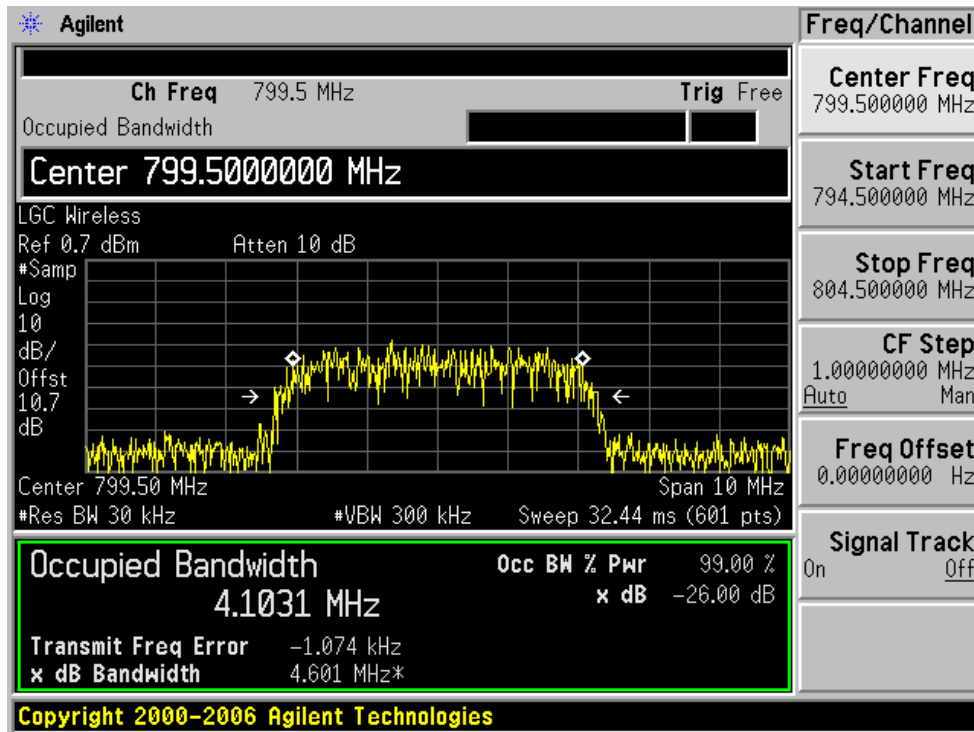 Agilent
Freq/Channel
Ch Freq 799.5 MHz Trig Free
Occupied Bandwidth
Center 799.5000000 MHz
LGC Wireless
Ref 0.7 dBm Atten 10 dB
#Samp
Log
10
dB/
Offst
10.7
dB
Center 799.50 MHz Span 10 MHz
#Res BW 30 kHz #VBW 300 kHz Sweep 32.44 ms (601 pts)
Occupied Bandwidth
4.1031 MHz
Occ BW % Pwr 99.00 %
x dB -26.00 dB
Transmit Freq Error -1.074 kHz
x dB Bandwidth 4.601 MHz*
Center Freq
799.500000 MHz
Start Freq
794.500000 MHz
Stop Freq
804.500000 MHz
CF Step
1.00000000 MHz
Auto Man
Freq Offset
0.00000000 Hz
Signal Track
On Off
Copyright 2000-2006 Agilent Technologies